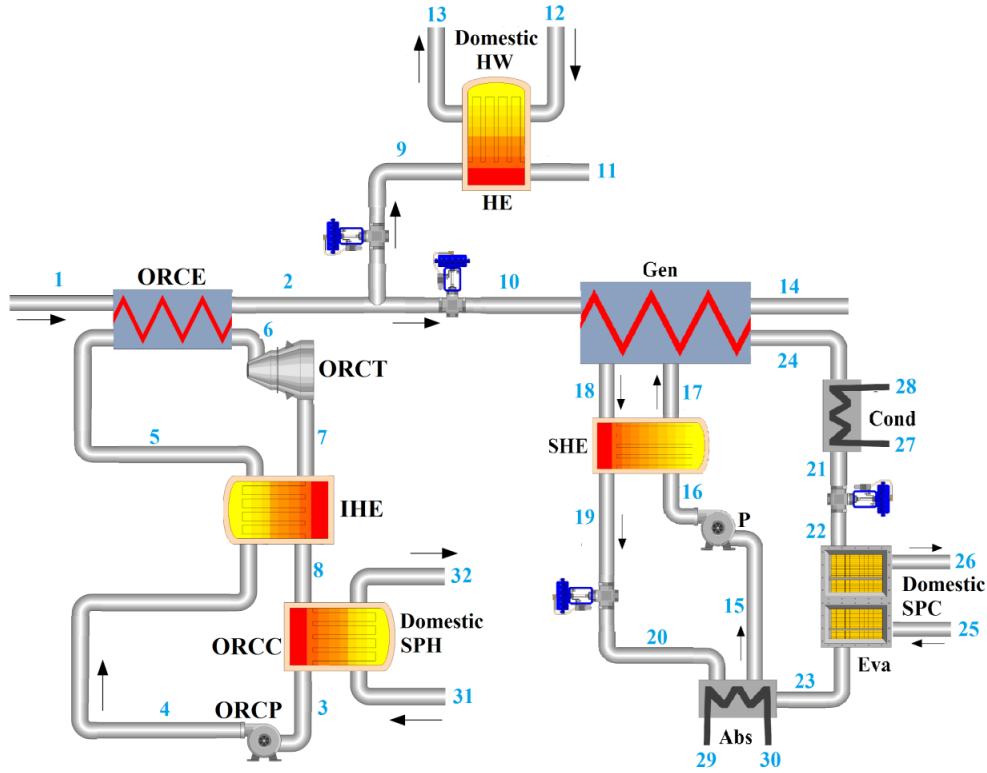 13
12
Domestic
HW
9
11
HE
1
ORCE
2
10
Gen
14
6
ORCT
24
18
17
28
Cond
27
5
7
SHE
21
16
P
IHE
19
22
8
32
26
Domestic
SPC
15
Domestic
SPH
25
ORCC
20
Eva
31
23
4
ORCP
3
Abs
29
30